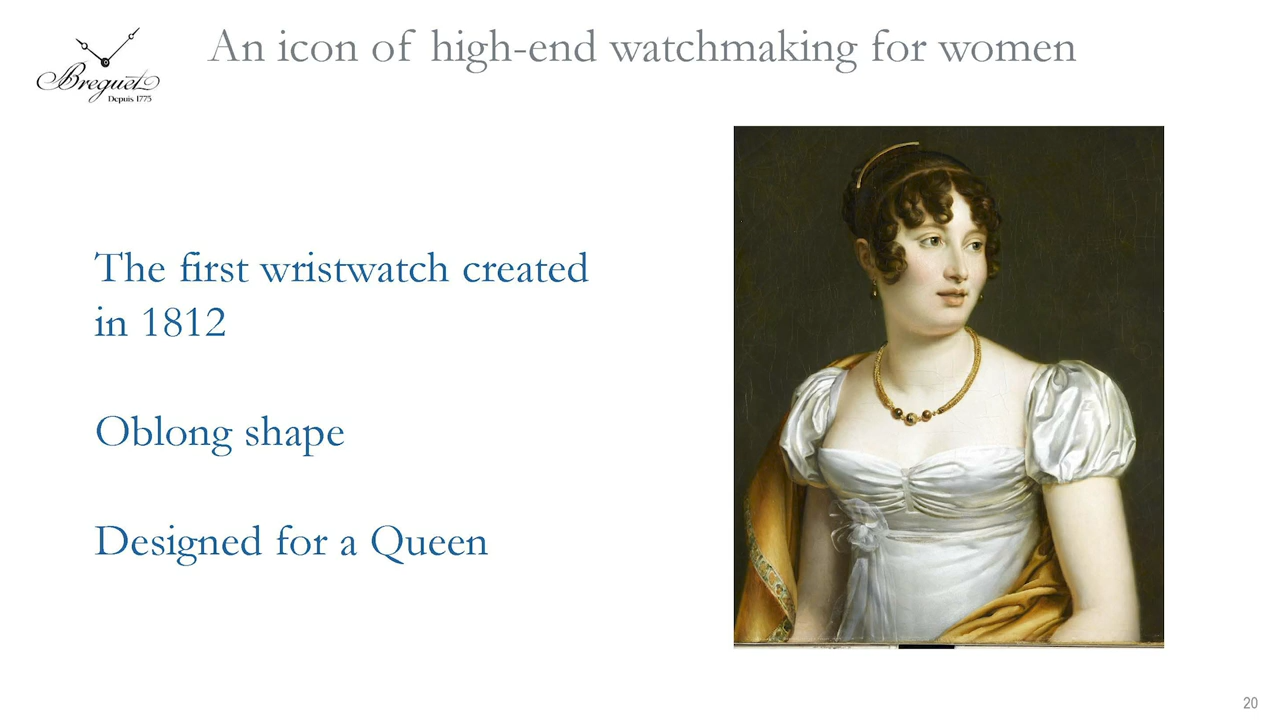 An icon of high-end watchmaking for women
Breguet
Depuis 1775
The first wristwatch created
in 1812
Oblong shape
Designed for a Queen
20